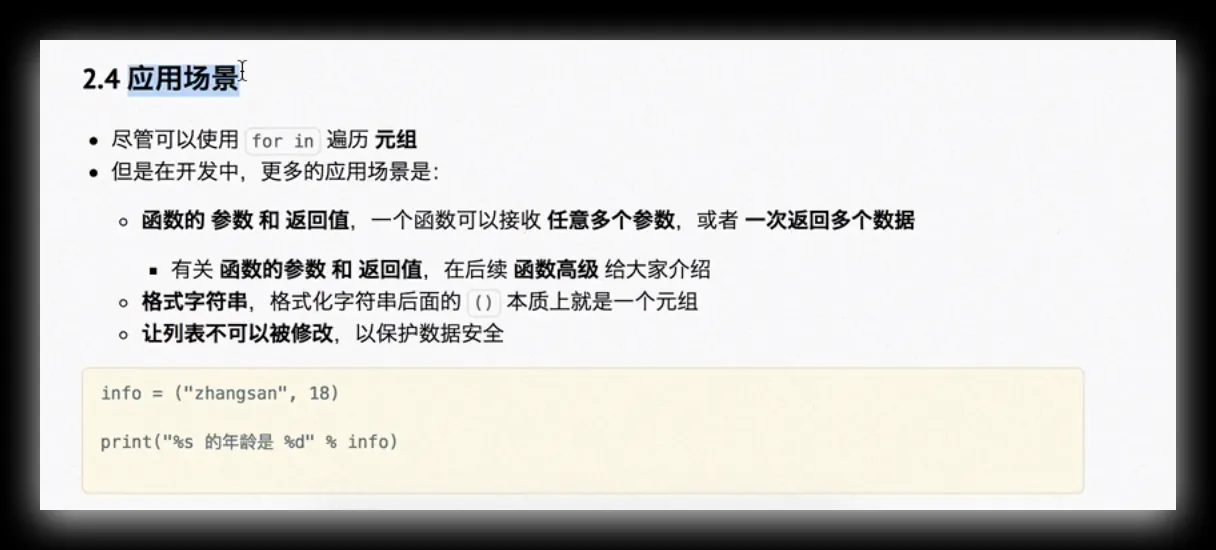 2.4 应用场景
• 尽管可以使用 for in 遍历 元组
• 但是在开发中，更多的应用场景是：
◦ 函数的 参数 和 返回值，一个函数可以接收 任意多个参数，或者 一次返回多个数据
▪ 有关 函数的参数 和 返回值，在后续 函数高级 给大家介绍
◦ 格式字符串，格式化字符串后面的 () 本质上就是一个元组
◦ 让列表不可以被修改，以保护数据安全
info = ("zhangsan", 18)
print("%s 的年龄是 %d" % info)